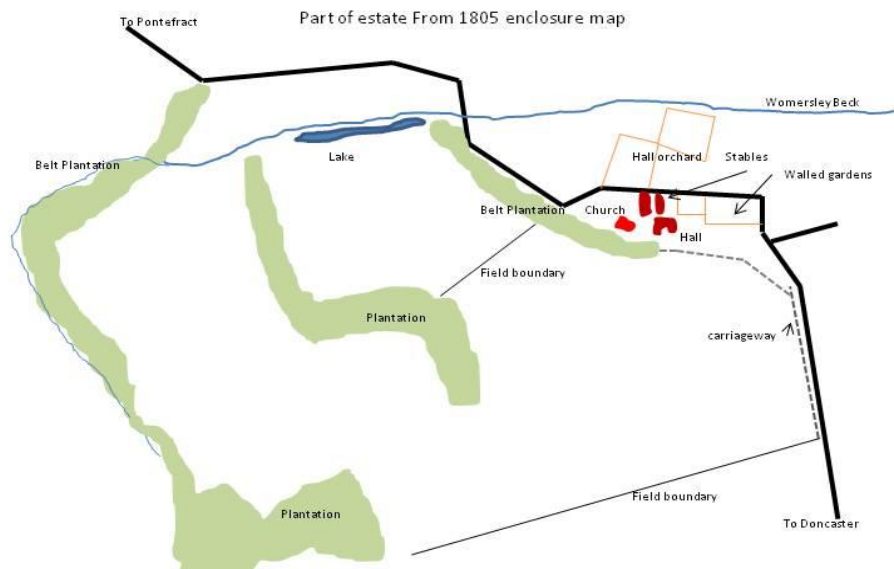 Part of estate From 1805 enclosure map
To Pontefract
Womersley Beck
Belt Plantation
Lake
Hall orchard
Stables
Walled gardens
Belt Plantation
Church
Hall
Field boundary
Plantation
carriageway
Field boundary
Plantation
To Doncaster